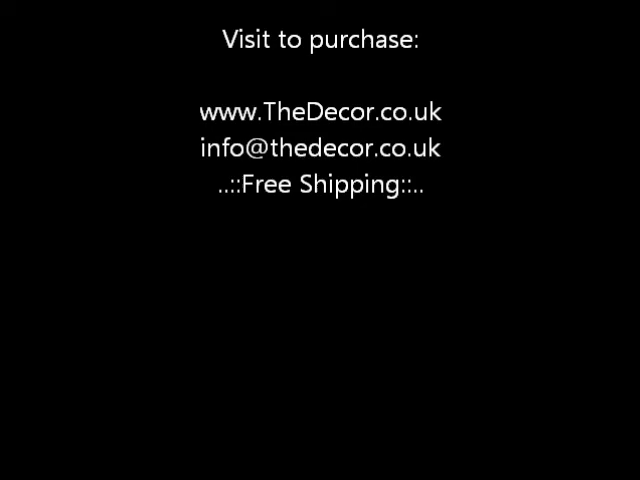 Visit to purchase:
www.TheDecor.co.uk
info@thedecor.co.uk
..::Free Shipping::..